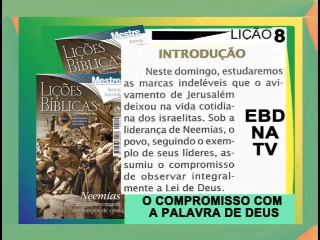 LIÇÃO 8
Mestre
LIÇÕES
BÍBLICAS
Mestre
LIÇÕES
BÍBLICAS
Neemias
INTRODUÇÃO
Neste domingo, estudaremos
as marcas indeléveis que o avi-
vamento de Jerusalém
deixou na vida cotidia-
na dos israelitas. Sob a
liderança de Neemias, o
povo, seguindo o exem-
plo de seus líderes, as-
sumiu o compromisso
de observar integral-
mente a Lei de Deus.
EBD
NA
TV
O COMPROMISSO COM
A PALAVRA DE DEUS